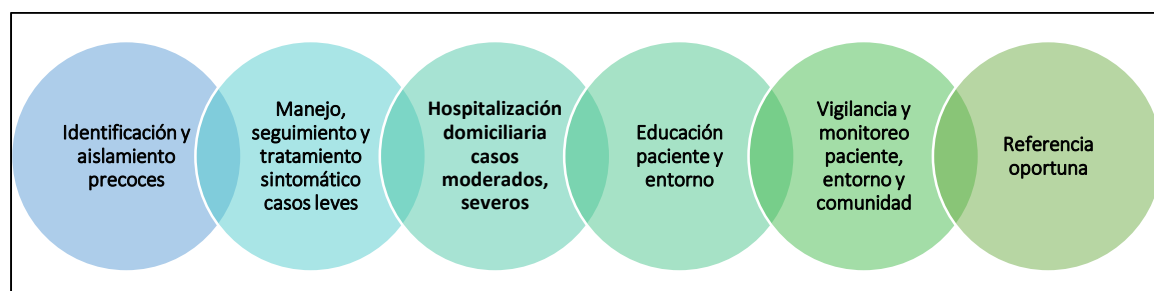 Identificación y
aislamiento
precoces
Manejo,
seguimiento y
tratamiento
sintomático
casos leves
Hospitalización
domiciliaria
casos
moderados,
severos
Educación
paciente y
entorno
Vigilancia y
monitoreo
paciente,
entorno y
comunidad
Referencia
oportuna